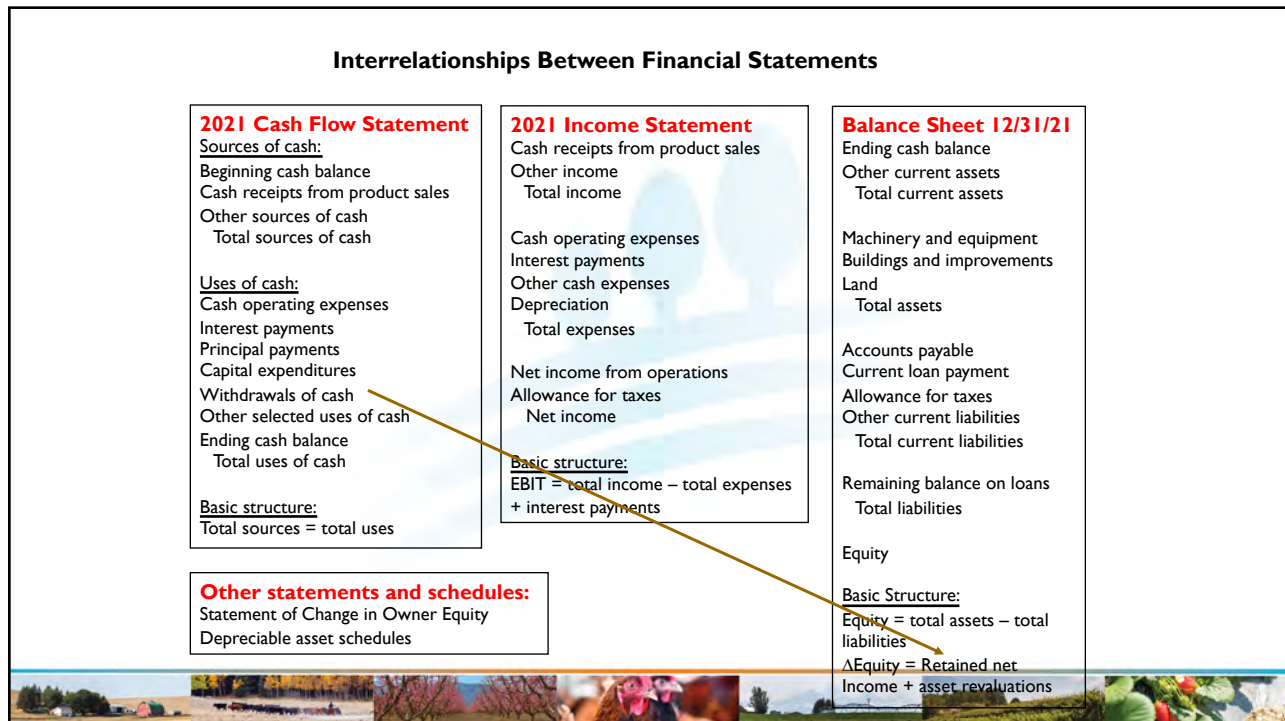 Interrelationships Between Financial Statements
2021 Cash Flow Statement
Sources of cash:
Beginning cash balance
Cash receipts from product sales
Other sources of cash
Total sources of cash
Uses of cash:
Cash operating expenses
Interest payments
Principal payments
Capital expenditures
Withdrawals of cash
Other selected uses of cash
Ending cash balance
Total uses of cash
Basic structure:
Total sources = total uses
2021 Income Statement
Cash receipts from product sales
Other income
Total income
Cash operating expenses
Interest payments
Other cash expenses
Depreciation
Total expenses
Net income from operations
Allowance for taxes
Net income
Basic structure:
EBIT = total income – total expenses
+ interest payments
Balance Sheet 12/31/21
Ending cash balance
Other current assets
Total current assets
Machinery and equipment
Buildings and improvements
Land
Total assets
Accounts payable
Current loan payment
Allowance for taxes
Other current liabilities
Total current liabilities
Remaining balance on loans
Total liabilities
Equity
Basic Structure:
Equity = total assets – total
liabilities
∆Equity = Retained net
Income + asset revaluations
Other statements and schedules:
Statement of Change in Owner Equity
Depreciable asset schedules